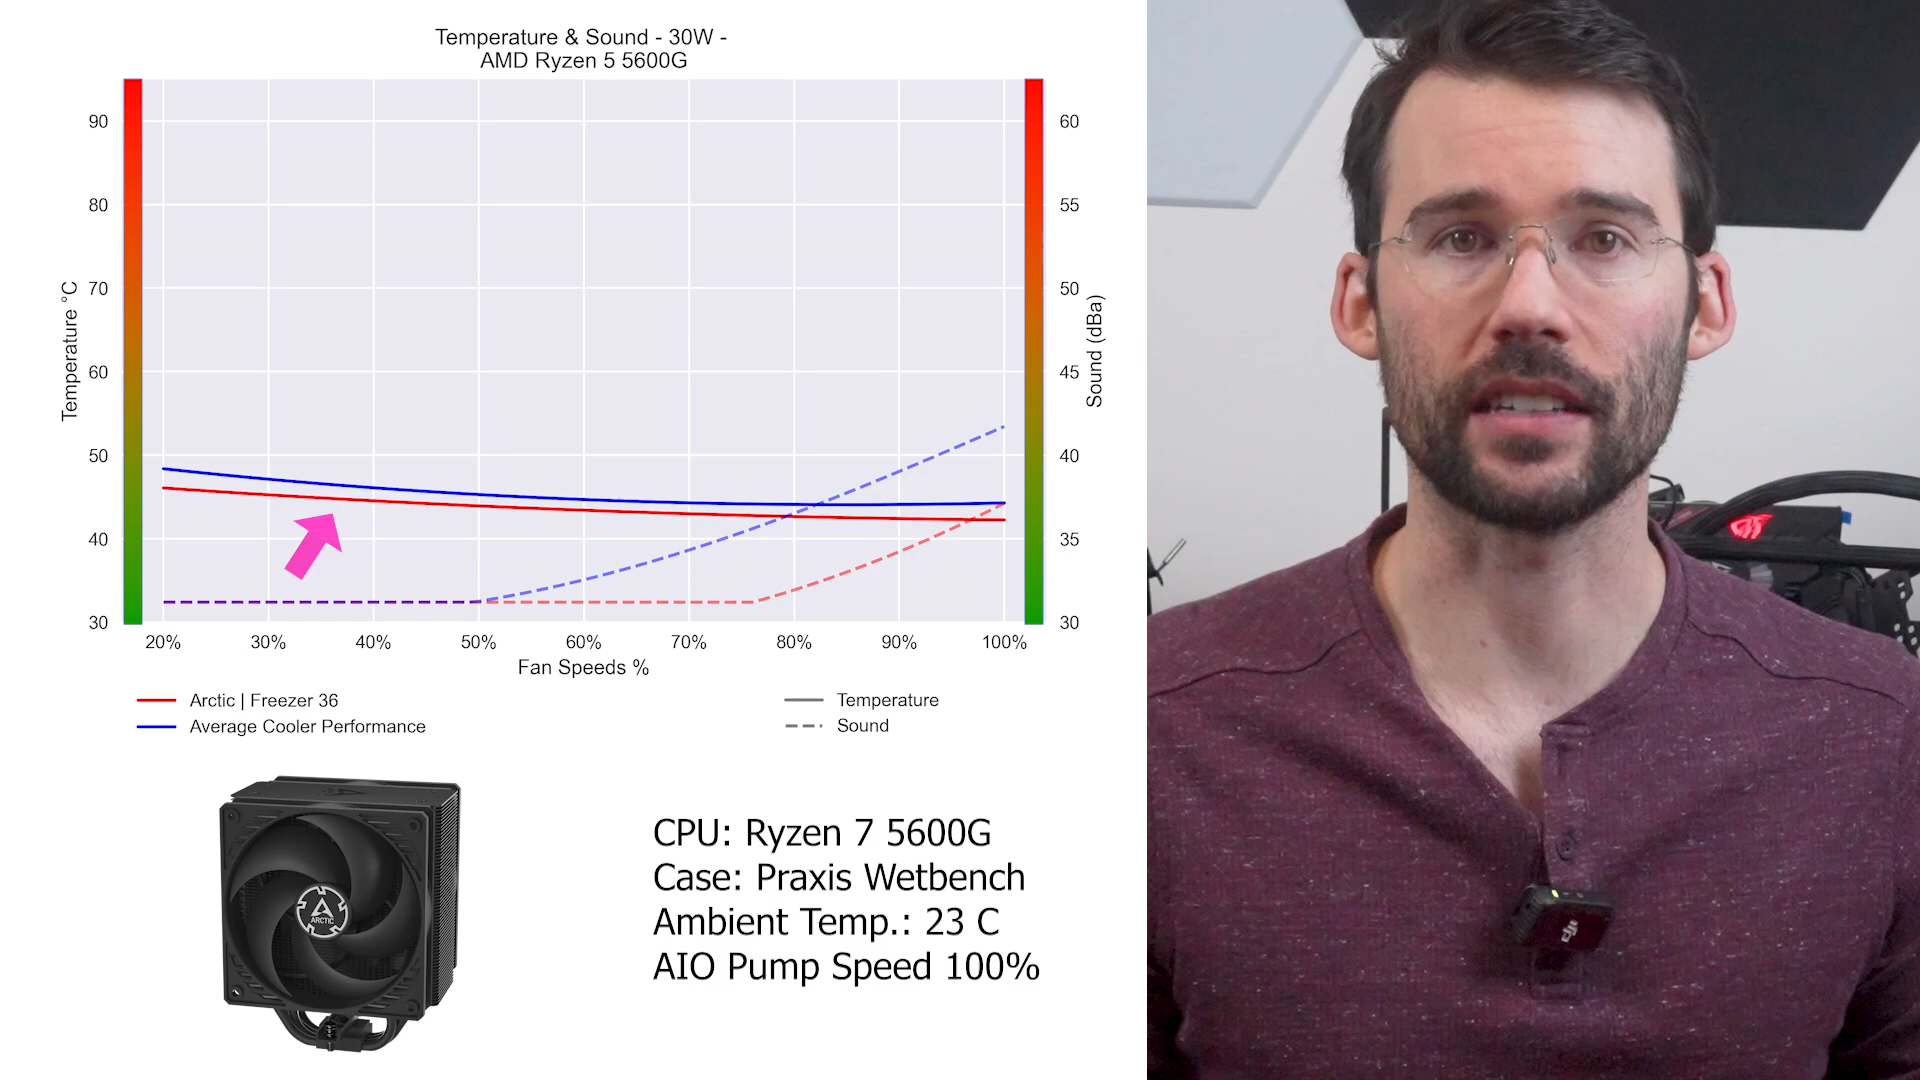 Temperature & Sound - 30W -
AMD Ryzen 5 5600G
90
80
70
60
50
40
30
Temperature °C
60
55
50
45
40
35
30
Sound (dBa)
20% 30% 40% 50% 60% 70% 80% 90% 100%
Fan Speeds %
Arctic | Freezer 36
Average Cooler Performance
Temperature
Sound
ARCTIC
CPU: Ryzen 7 5600G
Case: Praxis Wetbench
Ambient Temp.: 23 C
AIO Pump Speed 100%
dji